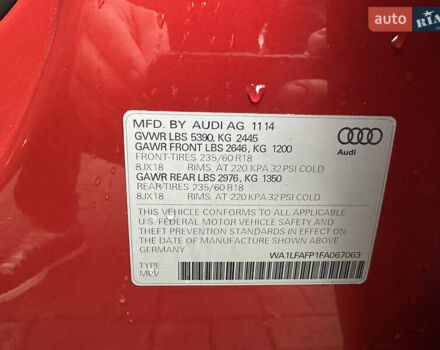 AUTO RIA
MFD. BY AUDI AG 11 14
GVWR LBS 5390, KG 2445
GAWR FRONT LBS 2646, KG 1200
FRONT-TIRES 235/60 R18
8JX18 RIMS, AT 220 KPA 32 PSI COLD
GAWR REAR LBS 2976, KG 1350
REAR-TIRES 235/60 R18
8JX18 RIMS, AT 220 KPA 32 PSI COLD
Audi
THIS VEHICLE CONFORMS TO ALL APPLICABLE
U.S. FEDERAL MOTOR VEHICLE SAFETY, BUMPER AND
THEFT PREVENTION STANDARDS IN EFFECT ON
THE DATE OF MANUFACTURE SHOWN ABOVE
GERMANY
WA1LFAFP1FA067063
TYPE:
MPV